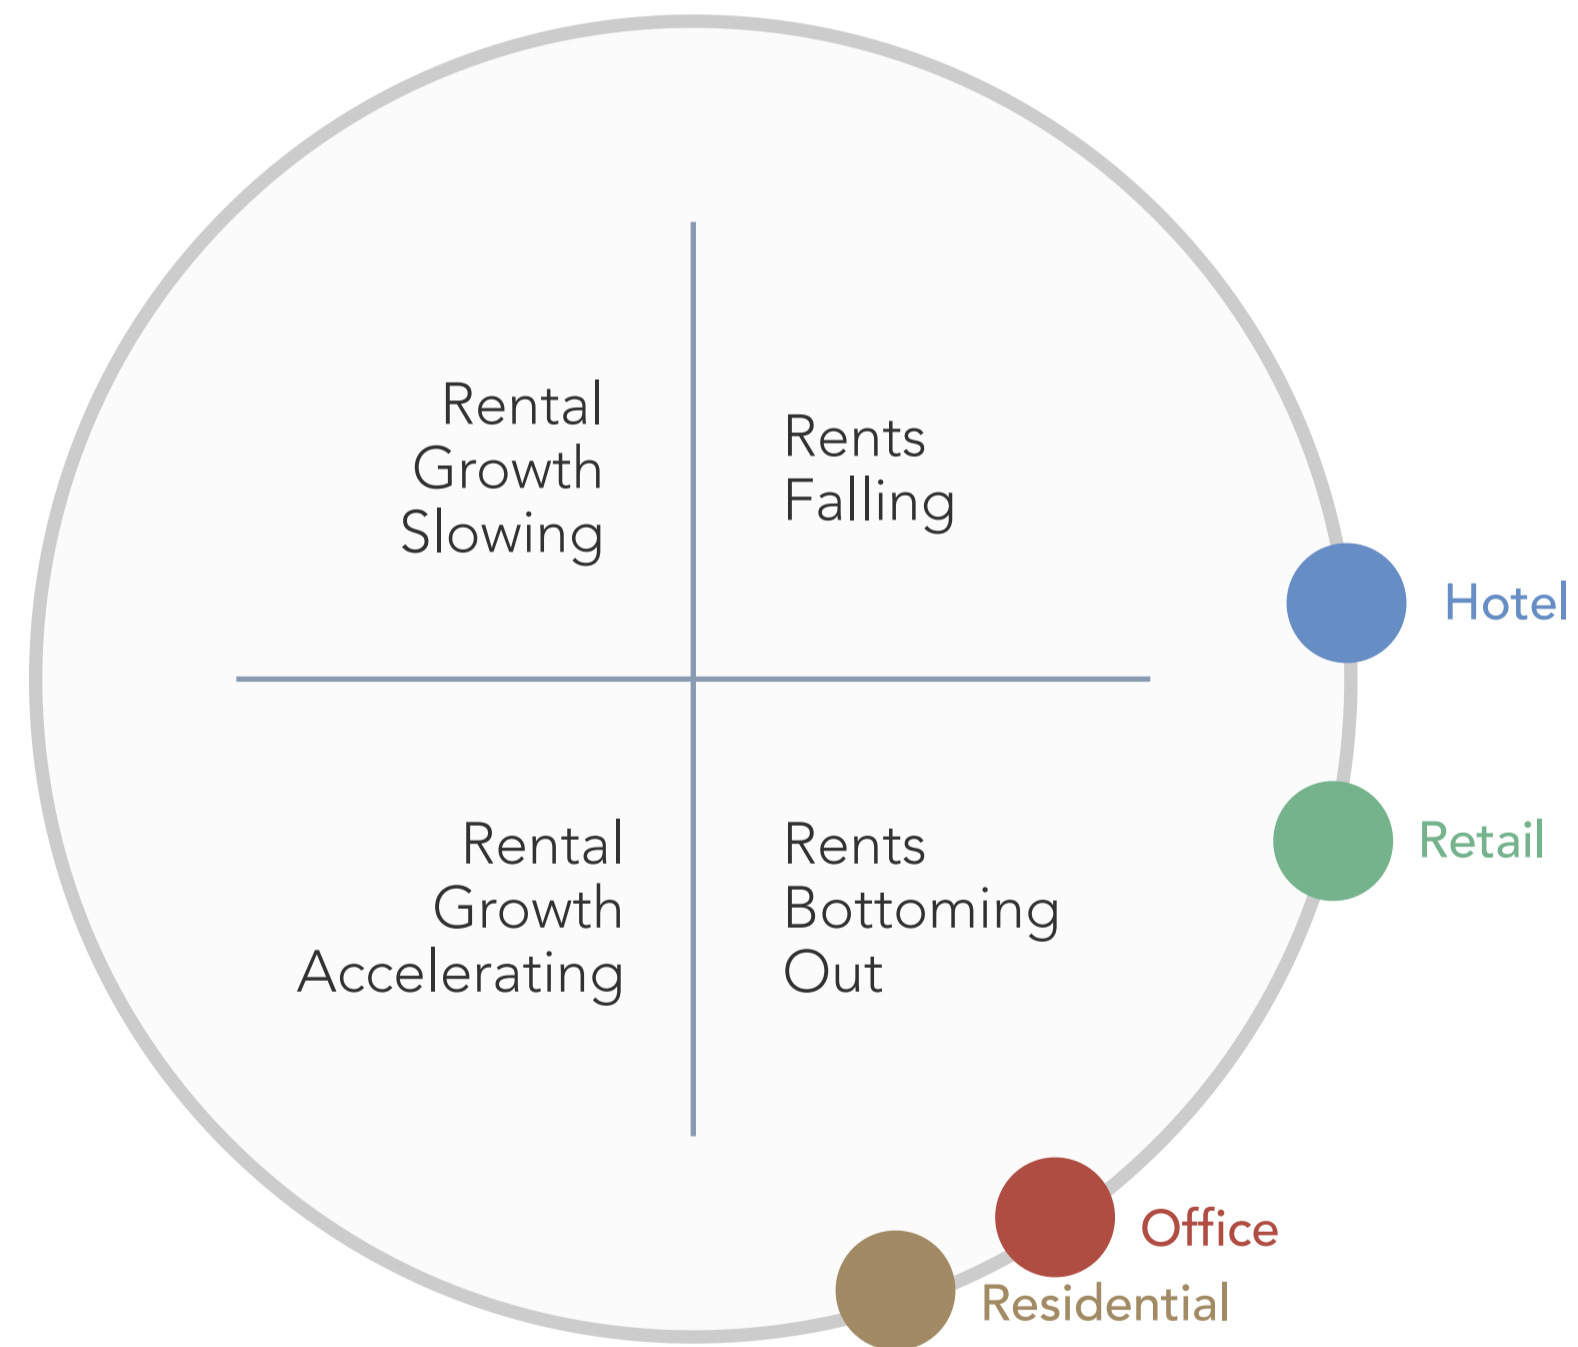 Rental
Growth
Slowing
Rents
Falling
Hotel
Rental
Growth
Accelerating
Rents
Bottoming
Out
Retail
Office
Residential